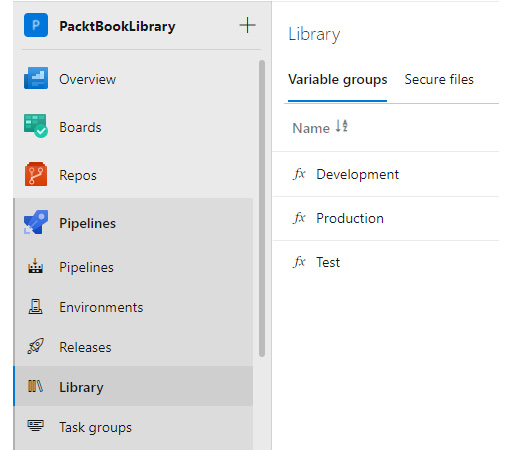 P PacktBookLibrary
Overview
Boards
Repos
Pipelines
Pipelines
Environments
Releases
Library
Task groups
Library
Variable groups Secure files
Name
fx Development
fx Production
fx Test